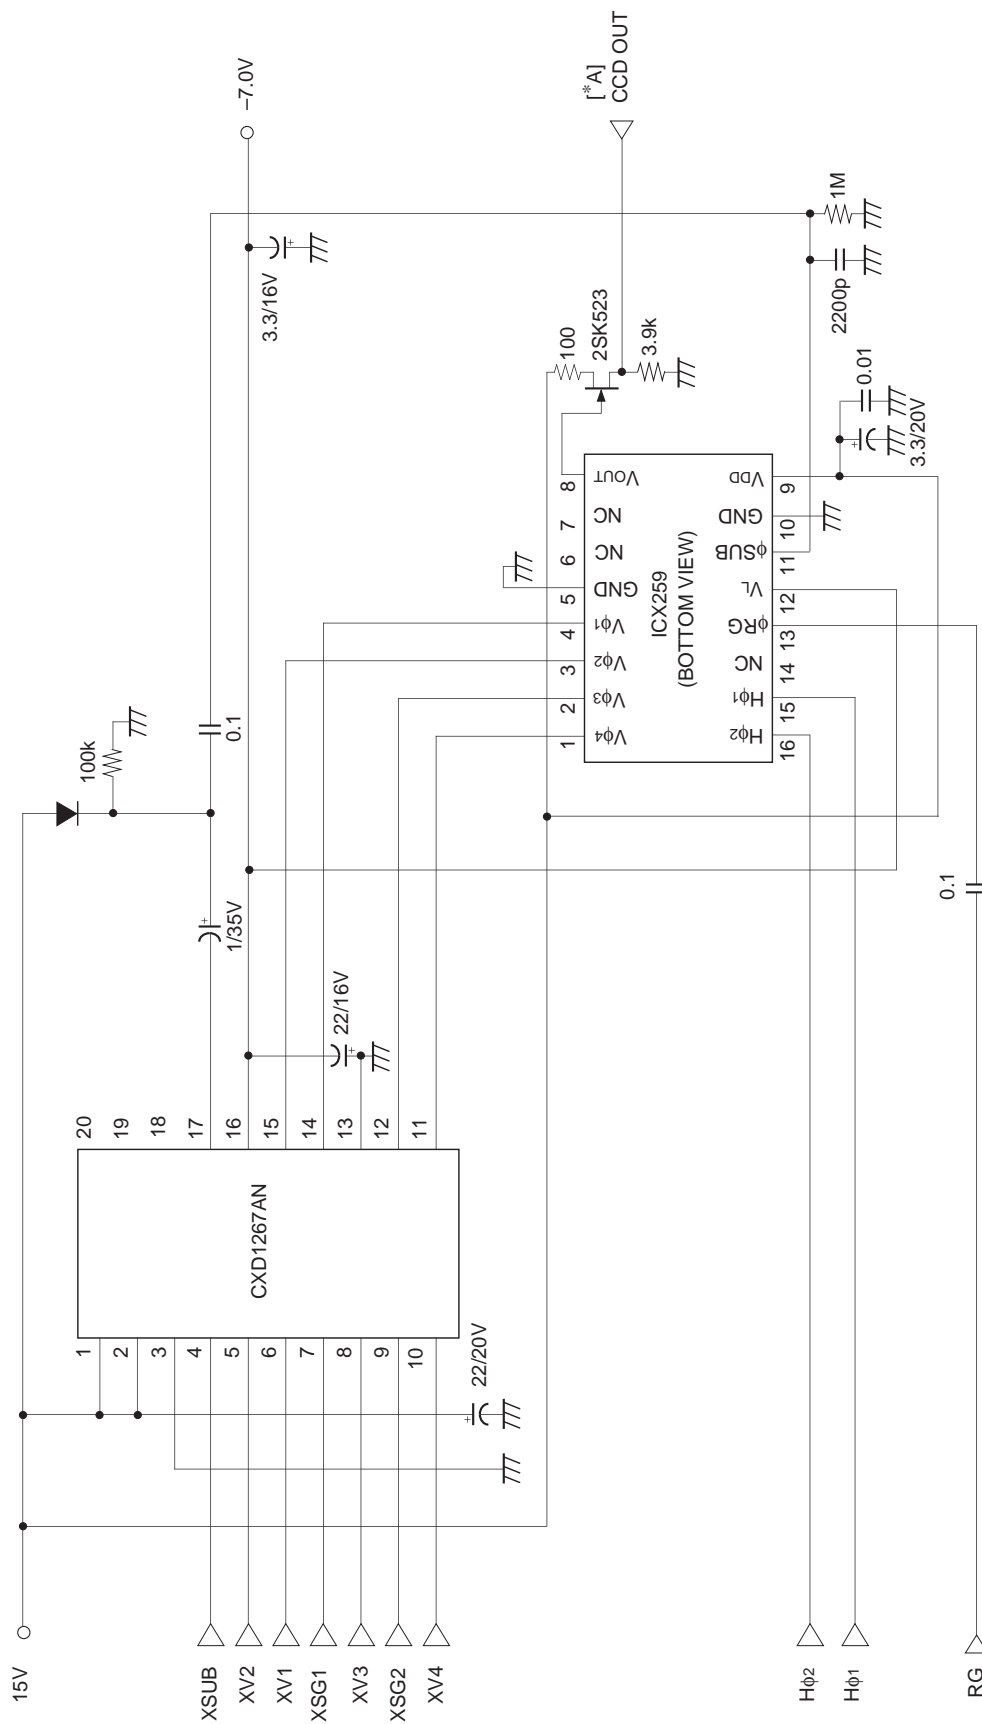 15V
XSUB
XV2
XV1
XSG1
XV3
XSG2
XV4
Hϕ2
Hϕ1
RG
1
2
3
4
5
6
7
8
9
10
22/20V
CXD1267AN
20
19
18
17
16
15
14
13
12
11
22/16V
1/35V
100k
0.1
0.1
–7.0V
3.3/16V
[*A]
CCD OUT
100
2SK523
3.9k
1M
2200p
0.01
3.3/20V
ICX259
(BOTTOM VIEW)
1
2
3
4
5
6
7
8
Vϕ4
Vϕ3
Vϕ2
Vϕ1
GND
NC
NC
VOUT
Hϕ2
Hϕ1
NC
ϕRG
VL
ϕSUB
GND
VDD
16
15
14
13
12
11
10
9